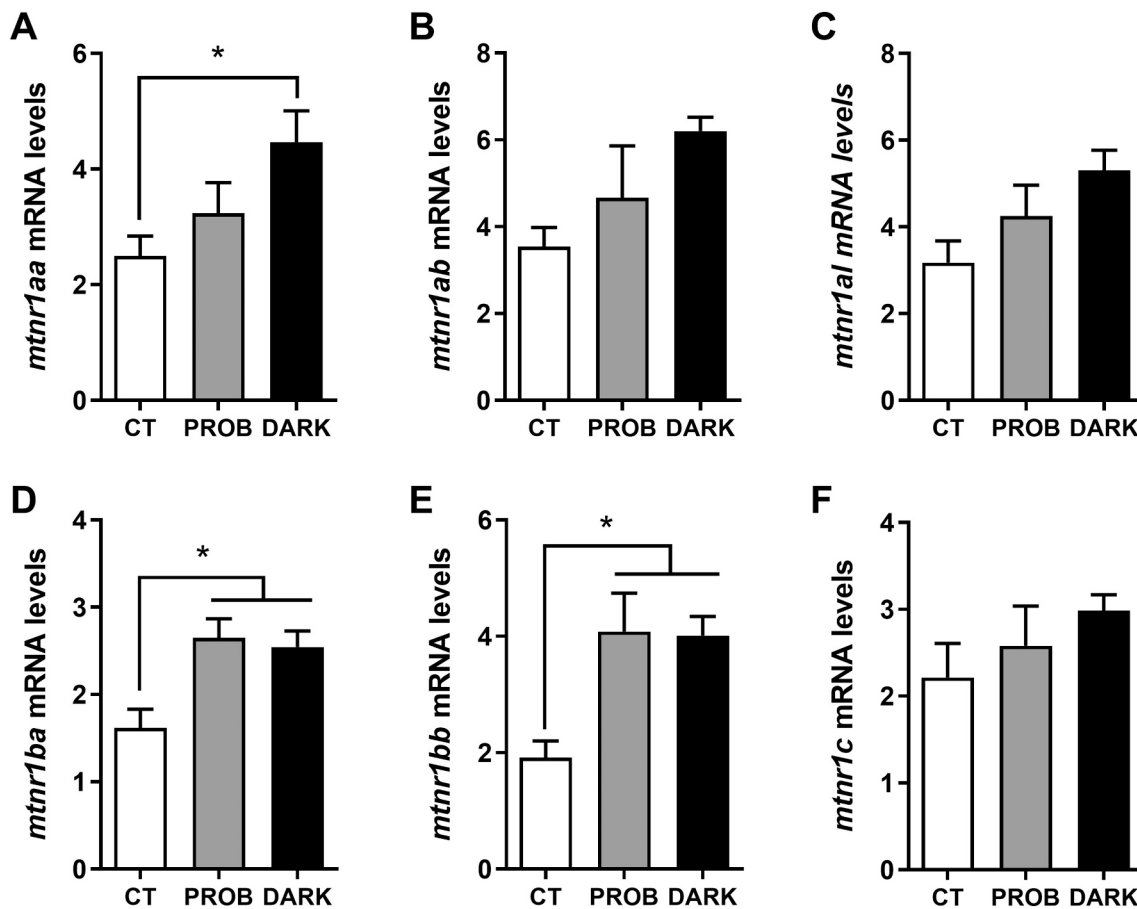 A
mtnr1aa mRNA levels
6
4
2
0
*
CT PROB DARK
B
mtnr1ab mRNA levels
8
6
4
2
0
CT PROB DARK
C
mtnr1al mRNA levels
8
6
4
2
0
CT PROB DARK
D
mtnr1ba mRNA levels
4
3
2
1
0
*
CT PROB DARK
E
mtnr1bb mRNA levels
6
4
2
0
*
CT PROB DARK
F
mtnr1c mRNA levels
4
3
2
1
0
CT PROB DARK